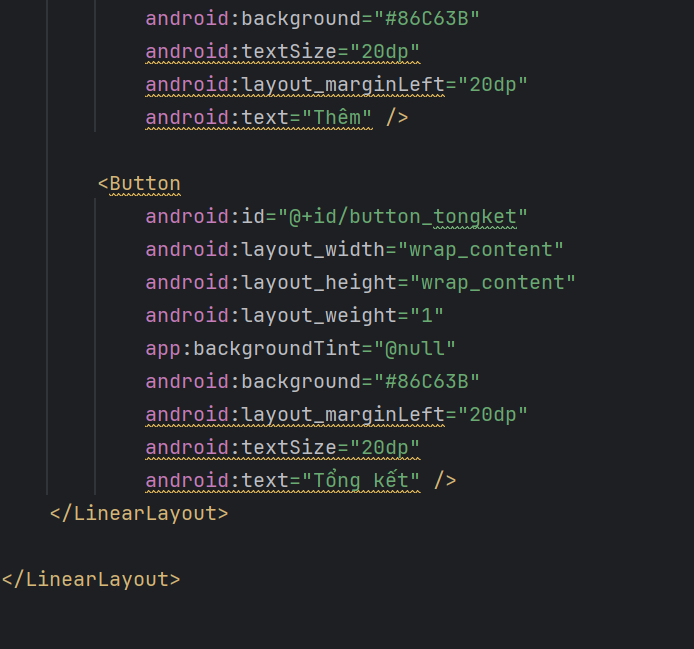 android:background="#86C63B"
android:textSize="20dp"
android:layout_marginLeft="20dp"
android:text="Thêm" />
<Button
android:id="@+id/button_tongket"
android:layout_width="wrap_content"
android:layout_height="wrap_content"
android:layout_weight="1"
app:backgroundTint="@null"
android:background="#86C63B"
android:layout_marginLeft="20dp"
android:textSize="20dp"
android:text="Tổng kết" />
</LinearLayout>
</LinearLayout>